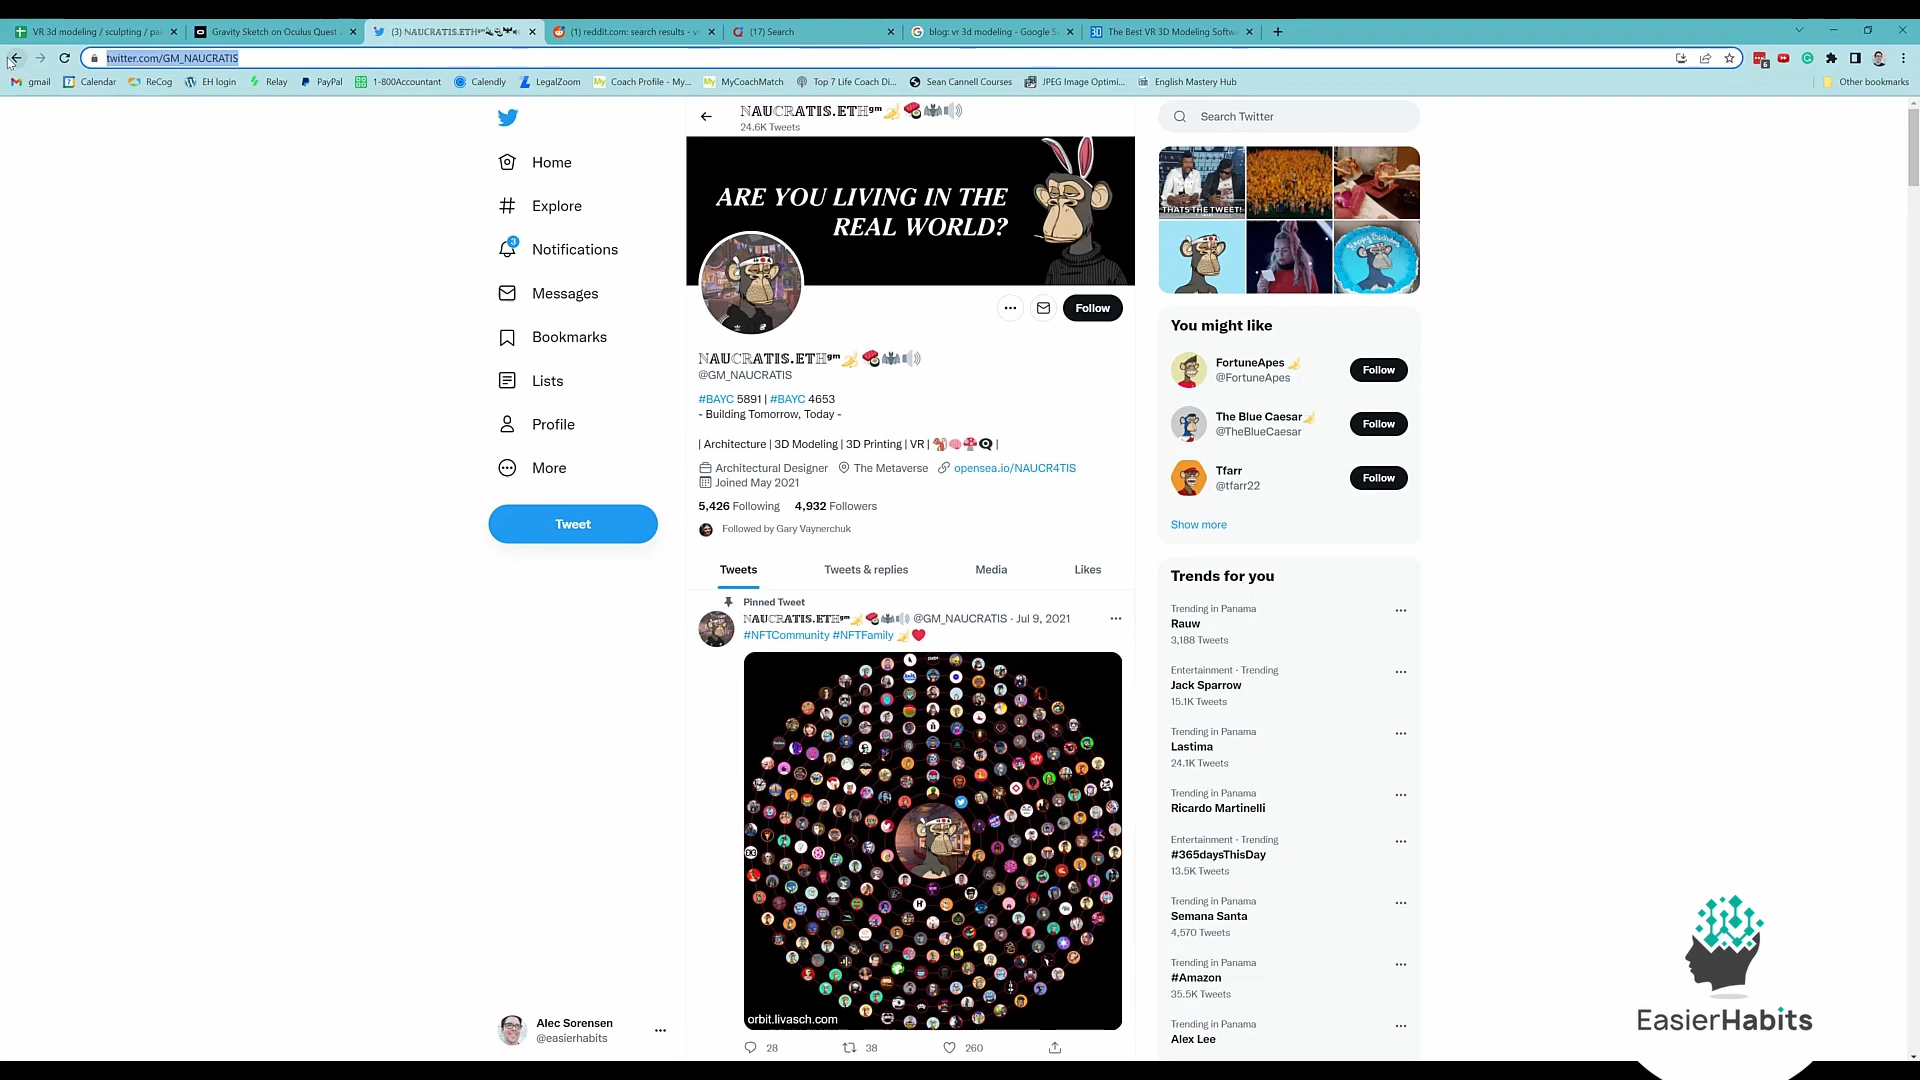 VR 3d modeling / sculpting / pai
Gravity Sketch on Oculus Quest
(3) ℕAUCℝATIS.ETℍᵍᵐ
(1) reddit.com: search results - v
(17) Search
blog: vr 3d modeling - Google S
The Best VR 3D Modeling Softw
twitter.com/GM_NAUCRATIS
gmail
Calendar
ReCog
EH login
Relay
PayPal
1-800Accountant
Calendly
LegalZoom
Coach Profile - My...
MyCoachMatch
Top 7 Life Coach Di...
Sean Cannell Courses
JPEG Image Optimi...
English Mastery Hub
Other bookmarks
Home
Explore
3
Notifications
Messages
Bookmarks
Lists
Profile
More
Tweet
Alec Sorensen
@easierhabits
ℕAUCℝATIS.ETℍᵍᵐ
24.6K Tweets
ARE YOU LIVING IN THE
REAL WORLD?
Follow
ℕAUCℝATIS.ETℍᵍᵐ
@GM_NAUCRATIS
#BAYC 5891 | #BAYC 4653
- Building Tomorrow, Today -
| Architecture | 3D Modeling | 3D Printing | VR | 🐿️🧠🍄👁️‍🗨️ |
Architectural Designer The Metaverse opensea.io/NAUCR4TIS
Joined May 2021
5,426 Following 4,932 Followers
Followed by Gary Vaynerchuk
Tweets Tweets & replies Media Likes
Pinned Tweet
ℕAUCℝATIS.ETℍᵍᵐ @GM_NAUCRATIS · Jul 9, 2021
#NFTCommunity #NFTFamily
orbit.livasch.com
28 38 260
Search Twitter
THATS THE TWEET!
Happy Birthday
You might like
FortuneApes
@FortuneApes
Follow
The Blue Caesar
@TheBlueCaesar
Follow
Tfarr
@tfarr22
Follow
Show more
Trends for you
Trending in Panama
Rauw
3,188 Tweets
Entertainment · Trending
Jack Sparrow
15.1K Tweets
Trending in Panama
Lastima
24.1K Tweets
Trending in Panama
Ricardo Martinelli
Entertainment · Trending
#365daysThisDay
13.5K Tweets
Trending in Panama
Semana Santa
4,570 Tweets
Trending in Panama
#Amazon
35.5K Tweets
Trending in Panama
Alex Lee
EasierHabits